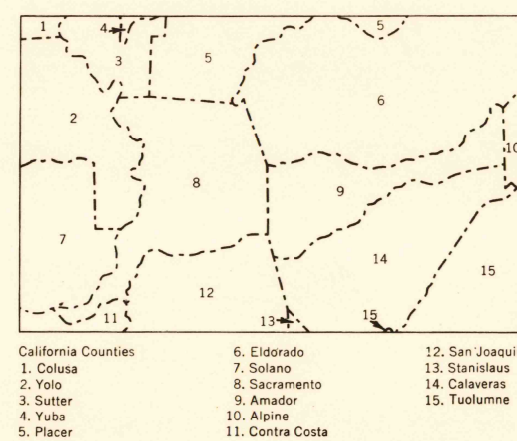 1
4
5
5
3
6
2
10
8
9
7
14
15
12
11
13
15
California Counties
1. Colusa
2. Yolo
3. Sutter
4. Yuba
5. Placer
6. Eldorado
7. Solano
8. Sacramento
9. Amador
10. Alpine
11. Contra Costa
12. San Joaqui
13. Stanislaus
14. Calaveras
15. Tuolumne